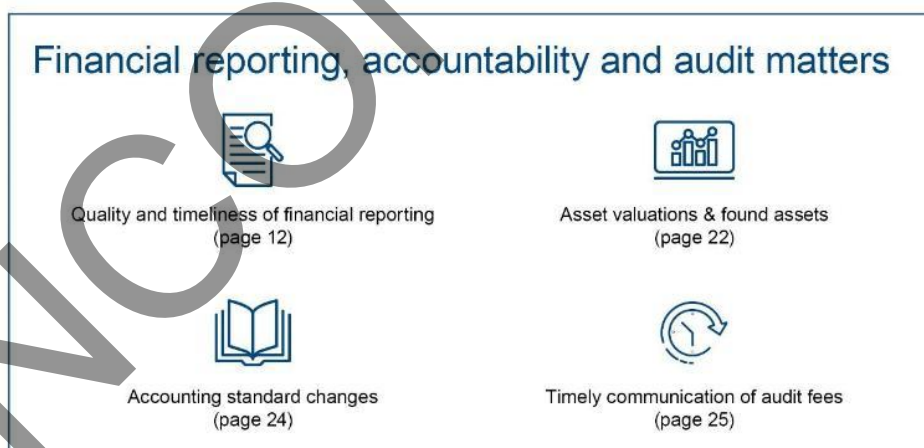 Financial reporting, accountability and audit matters
Quality and timeliness of financial reporting
(page 12)
Asset valuations & found assets
(page 22)
Accounting standard changes
(page 24)
Timely communication of audit fees
(page 25)
NCO